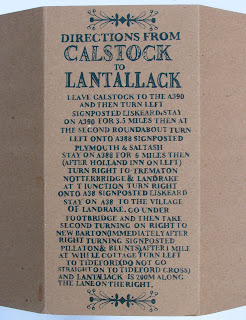 DIRECTIONS FROM
CALSTOCK
TO
LANTALLACK
LEAVE CALSTOCK TO THE A390
AND THEN TURN LEFT
SIGNPOSTED LISKEARD. STAY
ON A390 FOR 3.5 MILES THEN AT
THE SECOND ROUNDABOUT TURN
LEFT ONTO A388 SIGNPOSTED
PLYMOUTH & SALTASH
STAY ON A388 FOR 6 MILES THEN
(AFTER HOLLAND INN ON LEFT)
TURN RIGHT TO TREMATON
NOTTERBRIDGE & LANDRAKE
AT T JUNCTION TURN RIGHT
ONTO A38 SIGNPOSTED LISKEARD
STAY ON A38 TO THE VILLAGE
OF LANDRAKE. GO UNDER
FOOTBRIDGE AND THEN TAKE
SECOND TURNING ON RIGHT TO
NEW BARTON (IMMEDIATELY AFTER
RIGHT TURNING SIGNPOSTED
PILLATON & BLUNTS) AFTER 1 MILE
AT WHITE COTTAGE TURN LEFT
TO TIDEFORD (DO NOT GO
STRAIGHT ON TO TIDEFORD CROSS)
AND LANTALLACK IS 200M ALONG
THE LANE ON THE RIGHT.